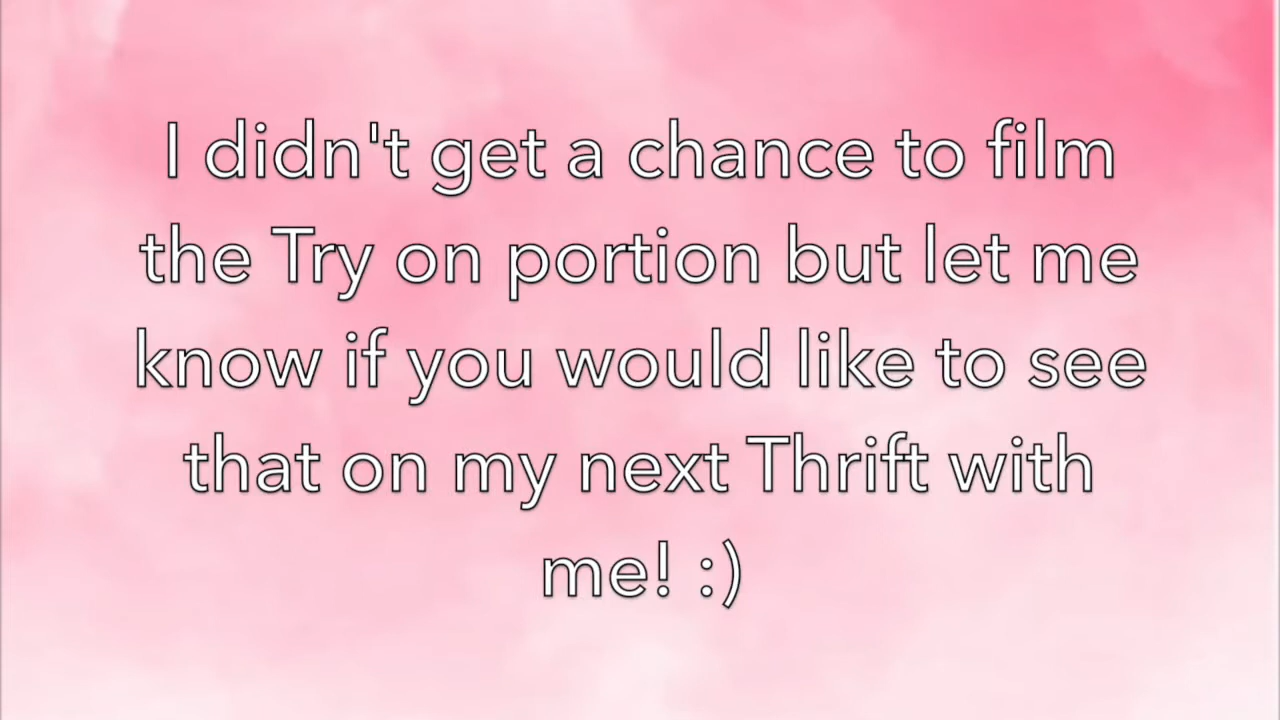 I didn't get a chance to film
the Try on portion but let me
know if you would like to see
that on my next Thrift with
me! :)